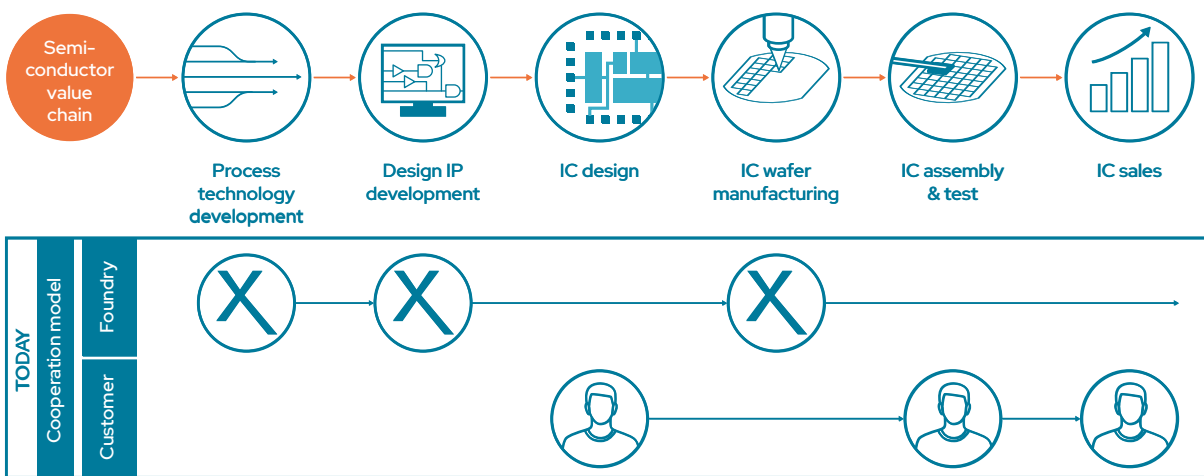 Semi-
conductor
value
chain
Process
technology
development
Design IP
development
IC design
IC wafer
manufacturing
IC assembly
& test
IC sales
TODAY
Cooperation model
Foundry
X
X
X
Customer